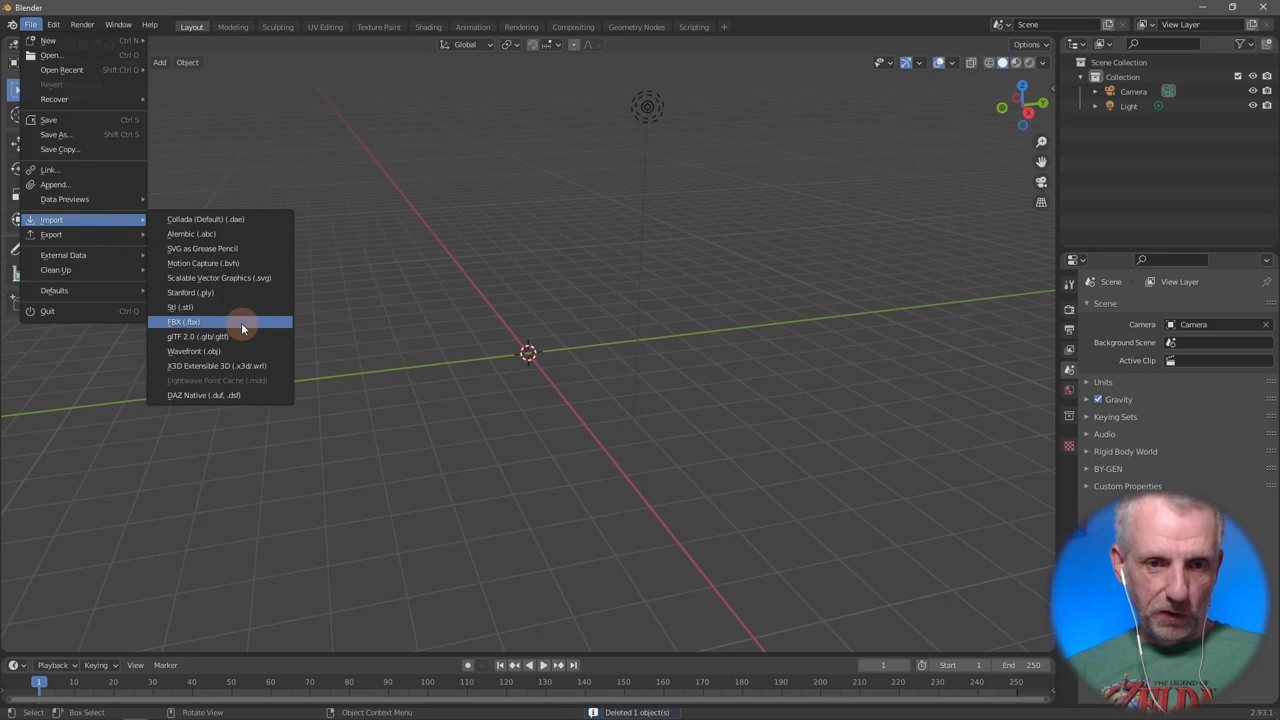 Blender
File Edit Render Window Help
Layout Modeling Sculpting UV Editing Texture Paint Shading Animation Rendering Compositing Geometry Nodes Scripting +
Scene
View Layer
New Ctrl N
Open... Ctrl O
Open Recent Shift Ctrl O
Revert
Recover
Save Ctrl S
Save As... Shift Ctrl S
Save Copy...
Link...
Append...
Data Previews
Import
Export
External Data
Clean Up
Defaults
Quit Ctrl Q
Collada (Default) (.dae)
Alembic (.abc)
SVG as Grease Pencil
Motion Capture (.bvh)
Scalable Vector Graphics (.svg)
Stanford (.ply)
Stl (.stl)
FBX (.fbx)
glTF 2.0 (.glb/.gltf)
Wavefront (.obj)
X3D Extensible 3D (.x3d/.wrl)
Lightwave Point Cache (.mdd)
DAZ Native (.duf, .dsf)
Add Object
Global
Options
Z
Y
X
Scene Collection
Collection
Camera
Light
Scene View Layer
Scene
Camera Camera
Background Scene
Active Clip
Units
Gravity
Keying Sets
Audio
Rigid Body World
BY-GEN
Custom Properties
THE LEGEND OF
Playback Keying View Marker
1 Start 1 End 250
1 10 20 30 40 50 60 70 80 90 100 110 120 130 140 150 160 170 180 190 200 210 220 230 240 250
Select Box Select Rotate View Object Context Menu Deleted 1 object(s) 2.93.1